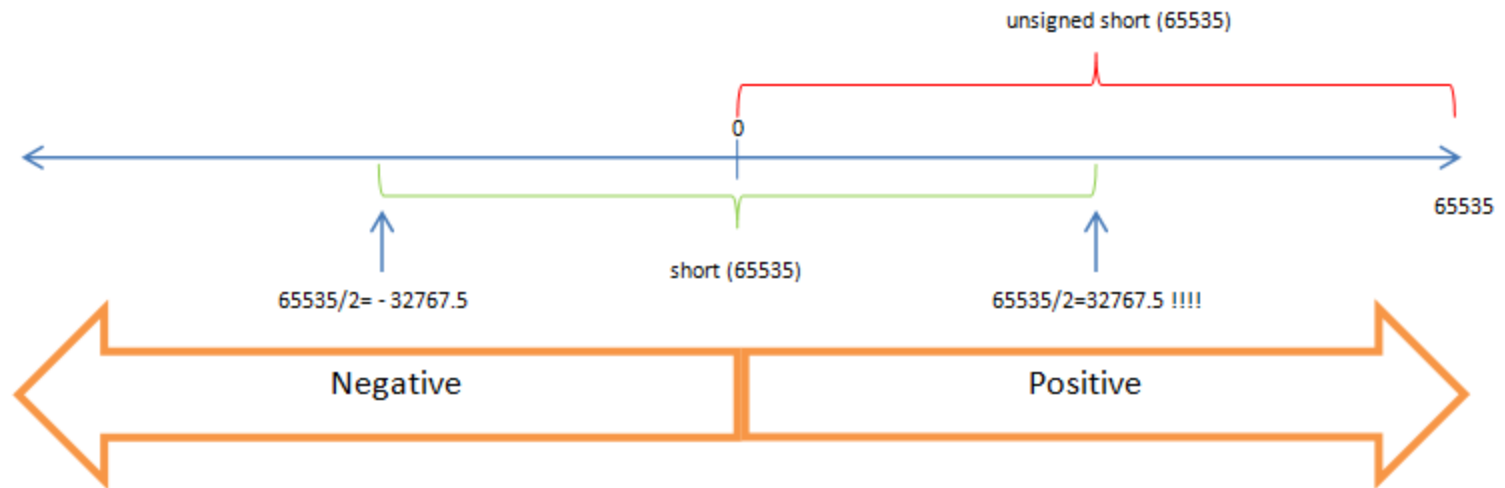 unsigned short (65535)
0
65535
short (65535)
65535/2= - 32767.5
65535/2=32767.5 !!!!
Negative
Positive